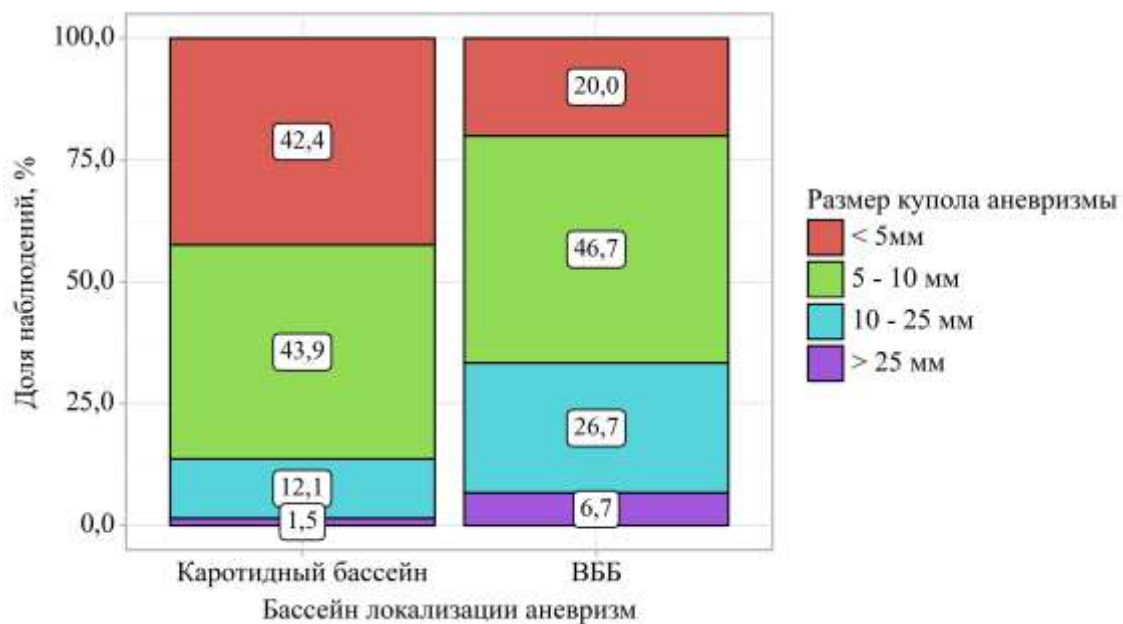 100,0
75,0
50,0
25,0
0,0
Доля наблюдений, %
42,4
43,9
12,1
1,5
20,0
46,7
26,7
6,7
Каротидный бассейн
ВББ
Бассейн локализации аневризм
Размер купола аневризмы
< 5мм
5 - 10 мм
10 - 25 мм
> 25 мм